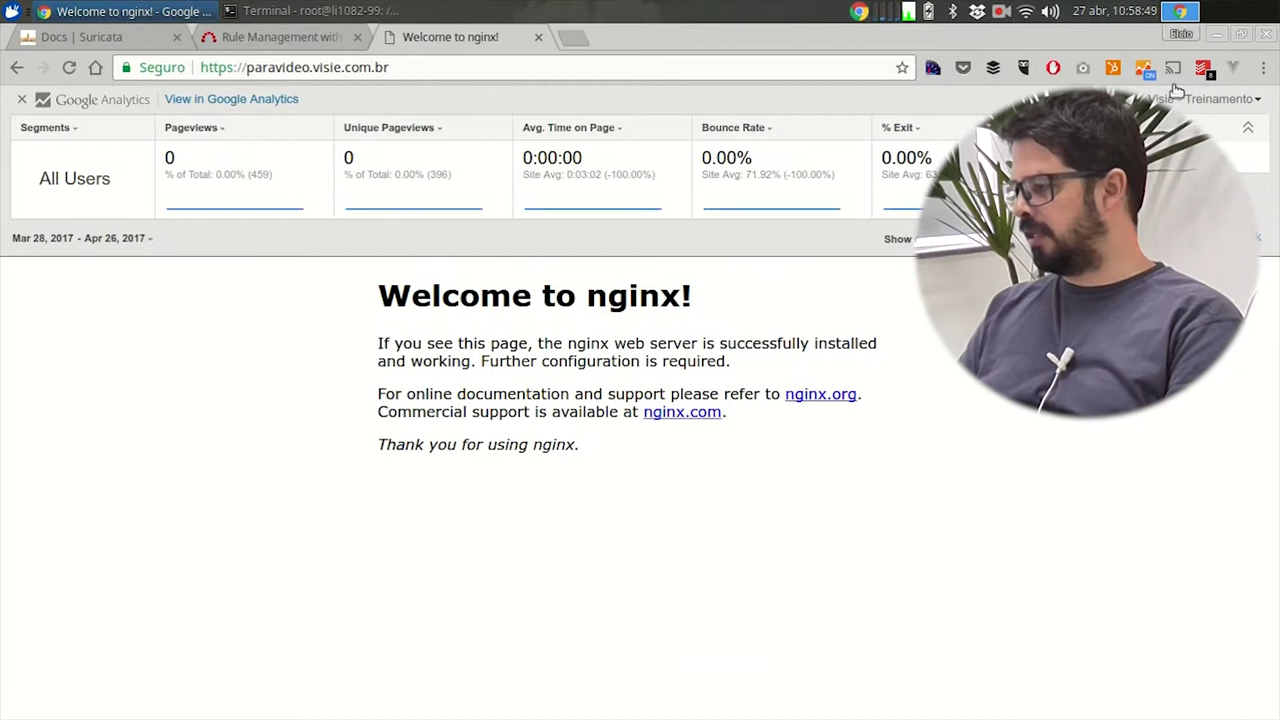 Welcome to nginx! - Google ...
Terminal - root@li1082-99: /...
27 abr, 10:58:49
Docs | Suricata
Rule Management with
Welcome to nginx!
Elcio
Seguro
https://paravideo.visie.com.br
ON
8
Google Analytics
View in Google Analytics
Visie - Treinamento
Segments
Pageviews
Unique Pageviews
Avg. Time on Page
Bounce Rate
% Exit
All Users
0
% of Total: 0.00% (459)
0
% of Total: 0.00% (396)
0:00:00
Site Avg: 0:03:02 (-100.00%)
0.00%
Site Avg: 71.92% (-100.00%)
0.00%
Site Avg: 63
Mar 28, 2017 - Apr 26, 2017
Show
Welcome to nginx!
If you see this page, the nginx web server is successfully installed
and working. Further configuration is required.
For online documentation and support please refer to nginx.org.
Commercial support is available at nginx.com.
Thank you for using nginx.